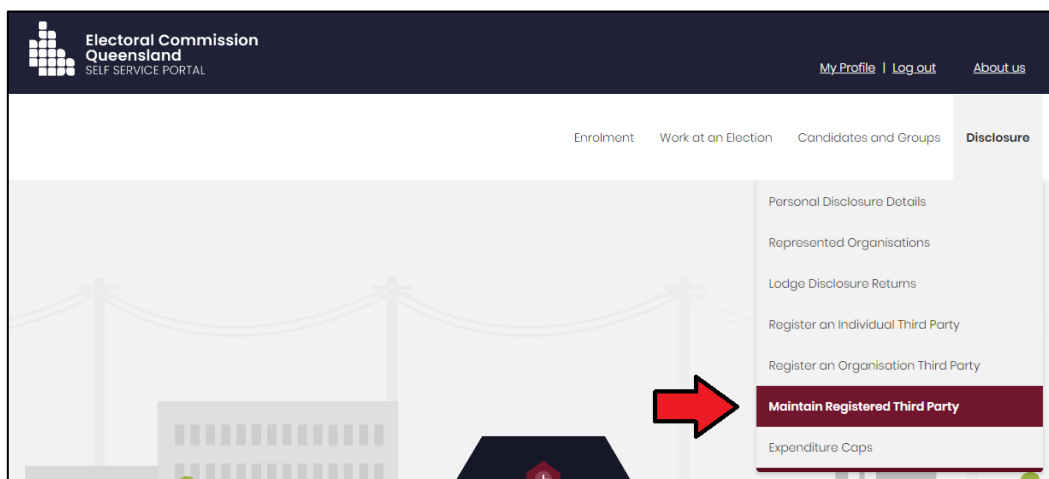 Electoral Commission
Queensland
SELF SERVICE PORTAL
My Profile | Log out About us
Enrolment Work at an Election Candidates and Groups Disclosure
Personal Disclosure Details
Represented Organisations
Lodge Disclosure Returns
Register an Individual Third Party
Register an Organisation Third Party
Maintain Registered Third Party
Expenditure Caps